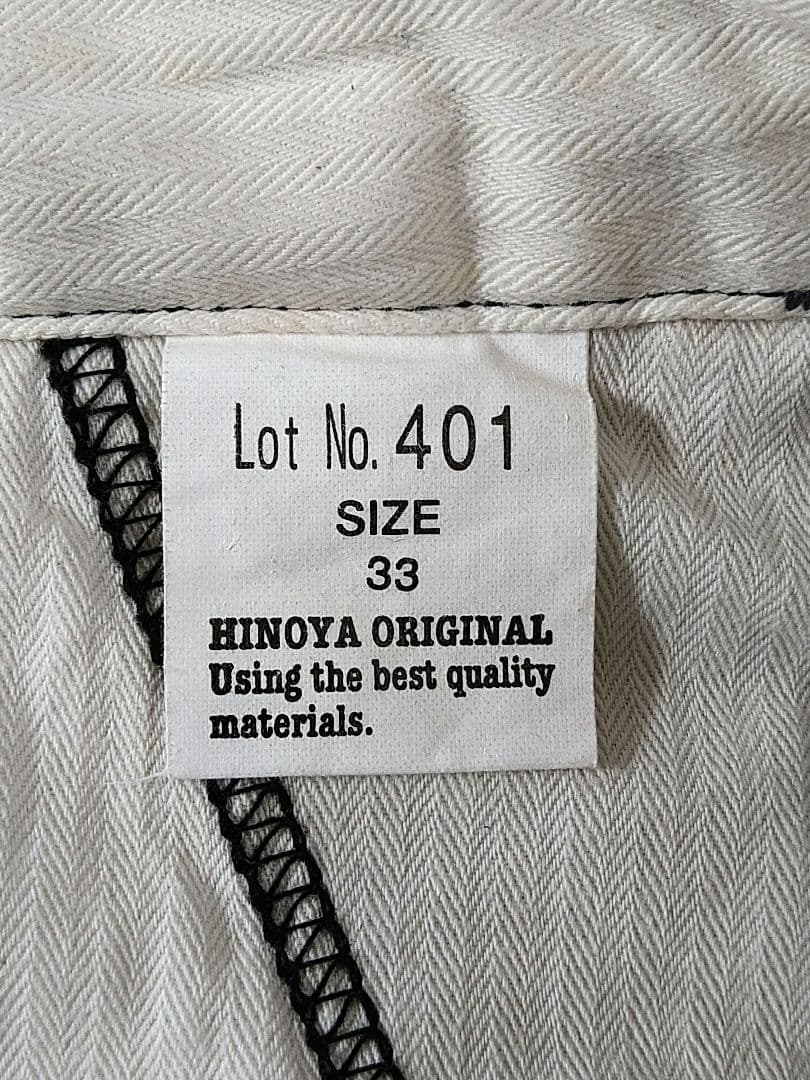 Lot No. 401
SIZE
33
HINOYA ORIGINAL
Using the best quality
materials.